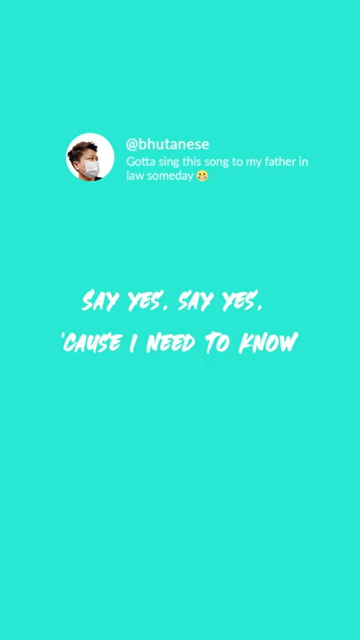 @bhutanese
Gotta sing this song to my father in
law someday 😬
SAY YES, SAY YES,
'CAUSE I NEED TO KNOW